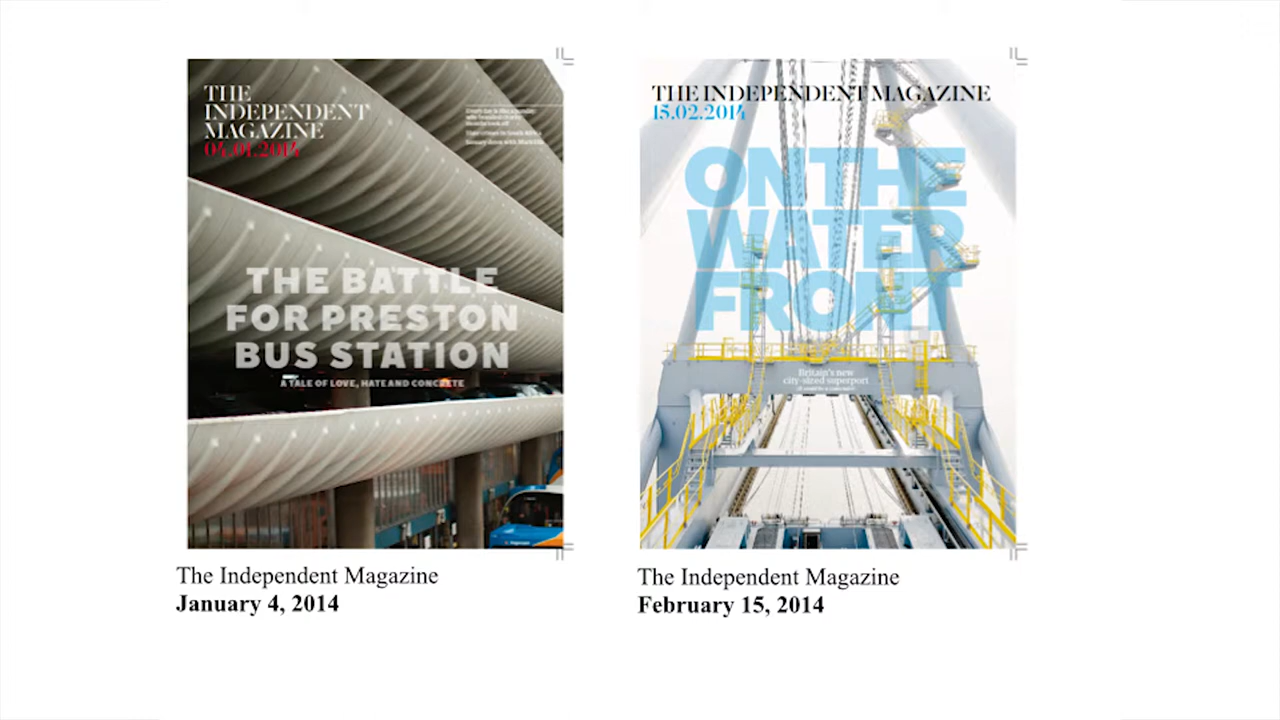 THE
INDEPENDENT
MAGAZINE
04.01.2014
THE BATTLE
FOR PRESTON
BUS STATION
A TALE OF LOVE, HATE AND CONCRETE
The Independent Magazine
January 4, 2014
THE INDEPENDENT MAGAZINE
15.02.2014
ON THE
WATER
FRONT
Britain's new
city-sized superport
The Independent Magazine
February 15, 2014